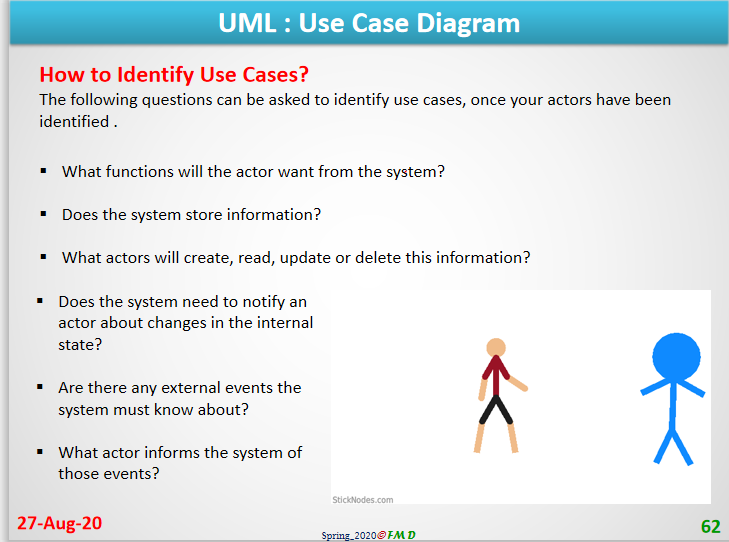 UML : Use Case Diagram
How to Identify Use Cases?
The following questions can be asked to identify use cases, once your actors have been
identified .
▪ What functions will the actor want from the system?
▪ Does the system store information?
▪ What actors will create, read, update or delete this information?
▪ Does the system need to notify an
actor about changes in the internal
state?
▪ Are there any external events the
system must know about?
▪ What actor informs the system of
those events?
StickNodes.com
27-Aug-20
Spring_2020©FMD
62